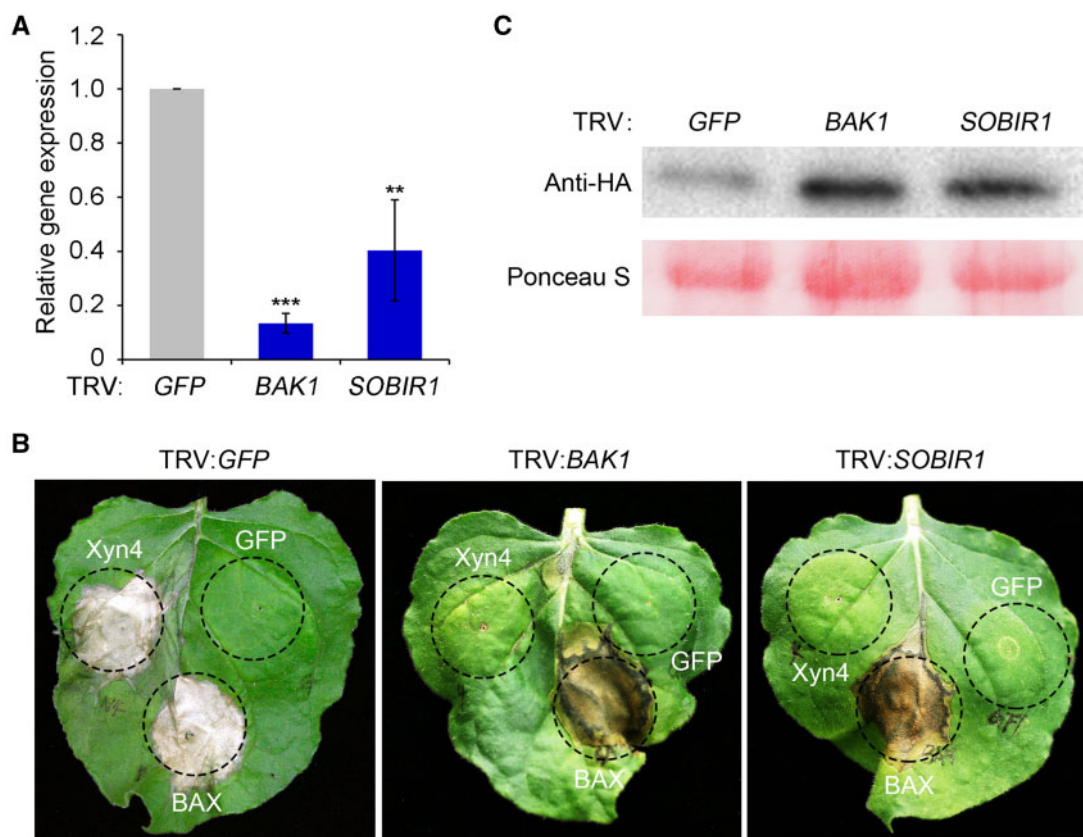 A
1.2
1.0
0.8
0.6
0.4
0.2
0
Relative gene expression
***
**
TRV: GFP BAK1 SOBIR1
C
TRV: GFP BAK1 SOBIR1
Anti-HA
Ponceau S
B
TRV:GFP TRV:BAK1 TRV:SOBIR1
Xyn4 GFP
BAX
Xyn4
GFP
BAX
GFP
Xyn4
BAX